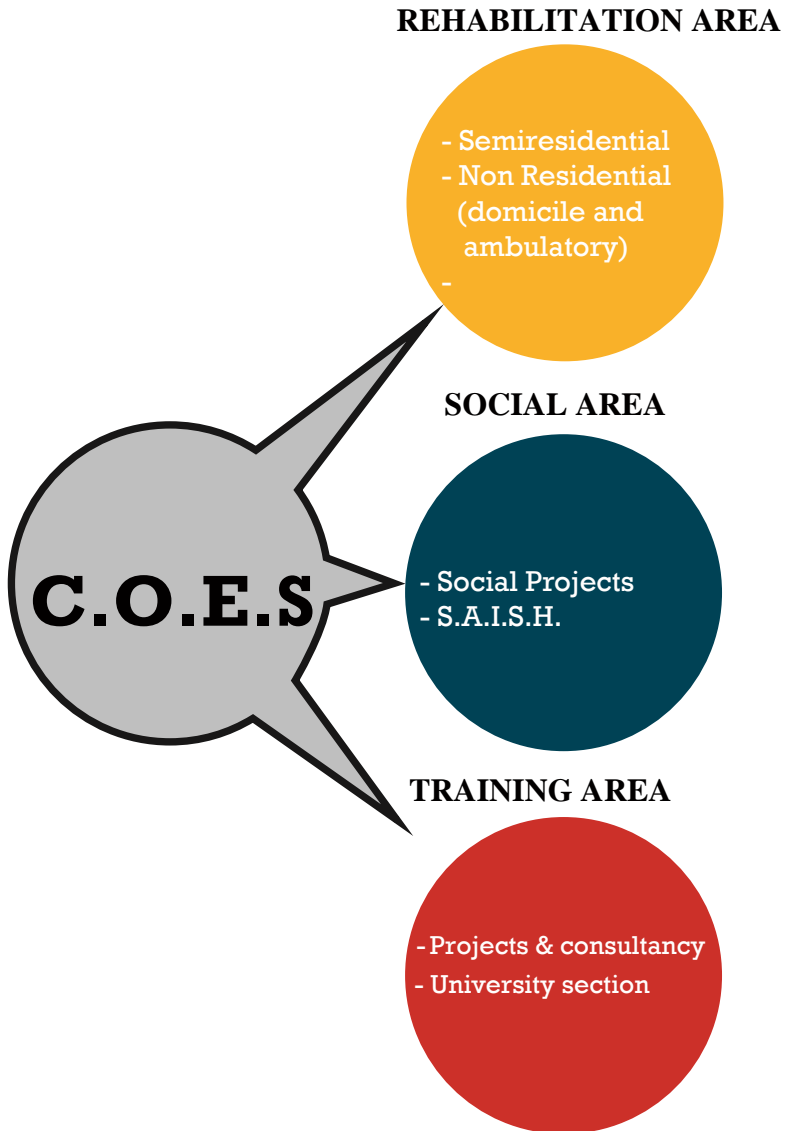 REHABILITATION AREA
- Semiresidential
- Non Residential
(domicile and
ambulatory)
-
SOCIAL AREA
C.O.E.S
- Social Projects
- S.A.I.S.H.
TRAINING AREA
- Projects & consultancy
- University section